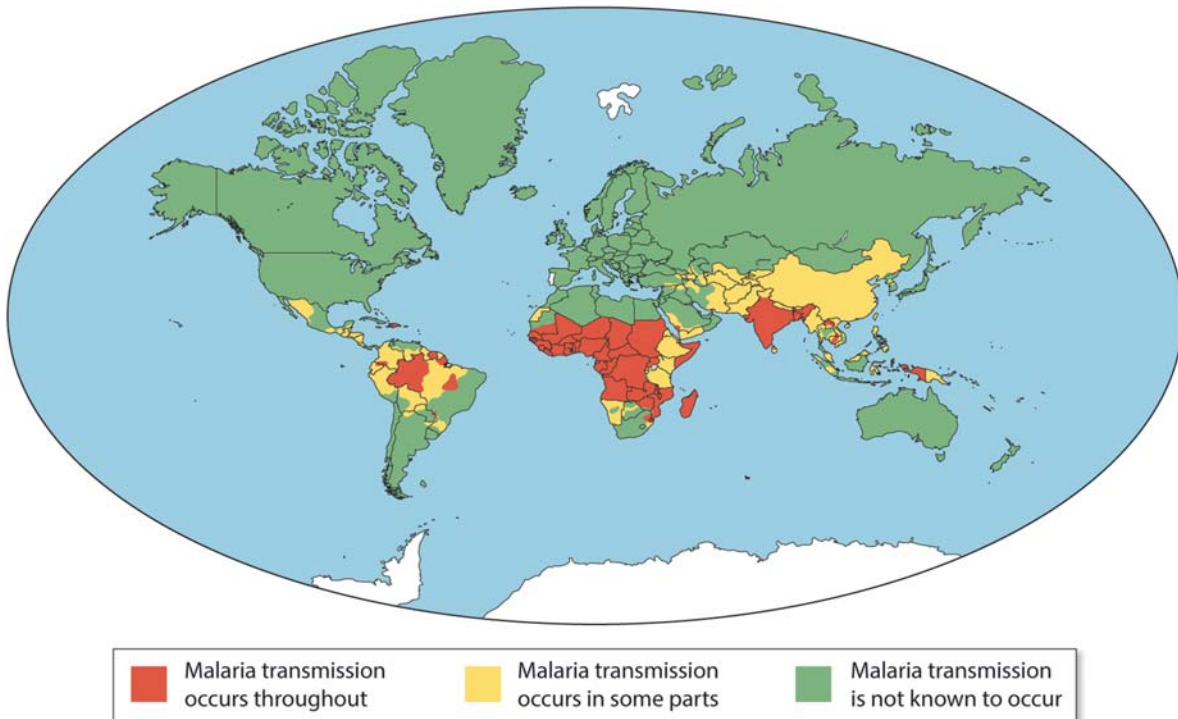 Malaria transmission
occurs throughout
Malaria transmission
occurs in some parts
Malaria transmission
is not known to occur